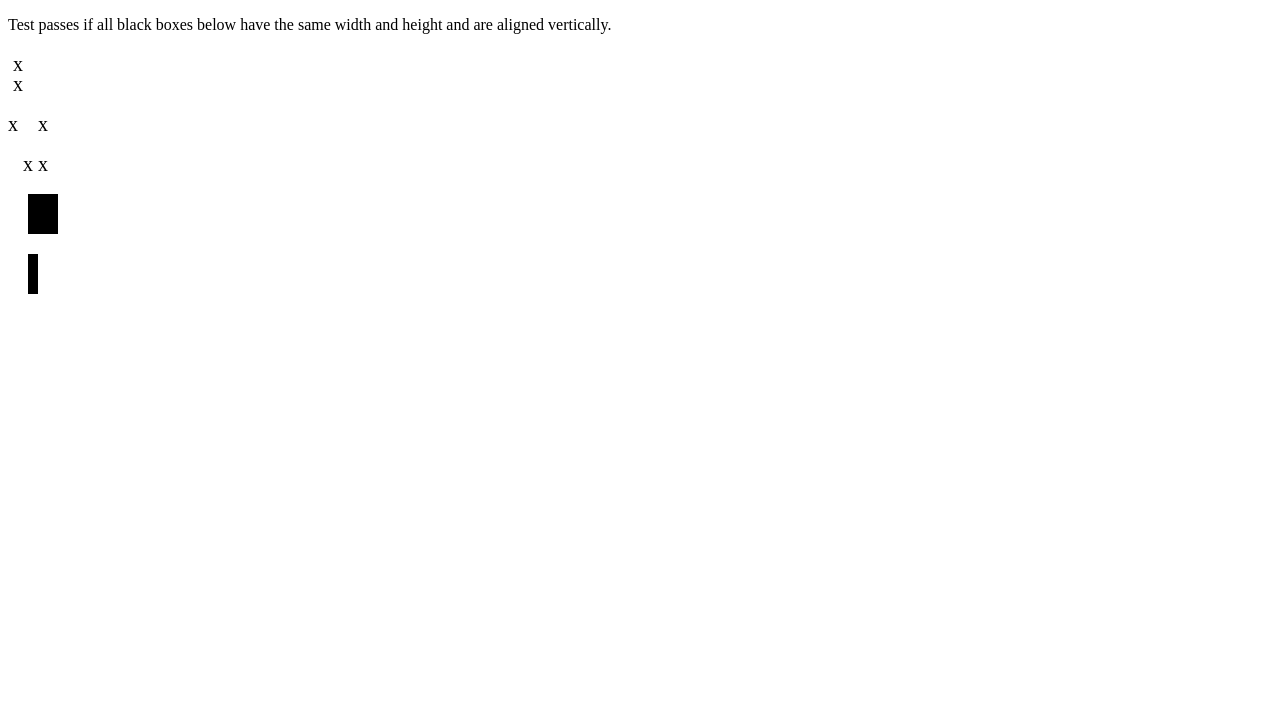 Test passes if all black boxes below have the same width and height and are aligned vertically.
x
x
x x
x x